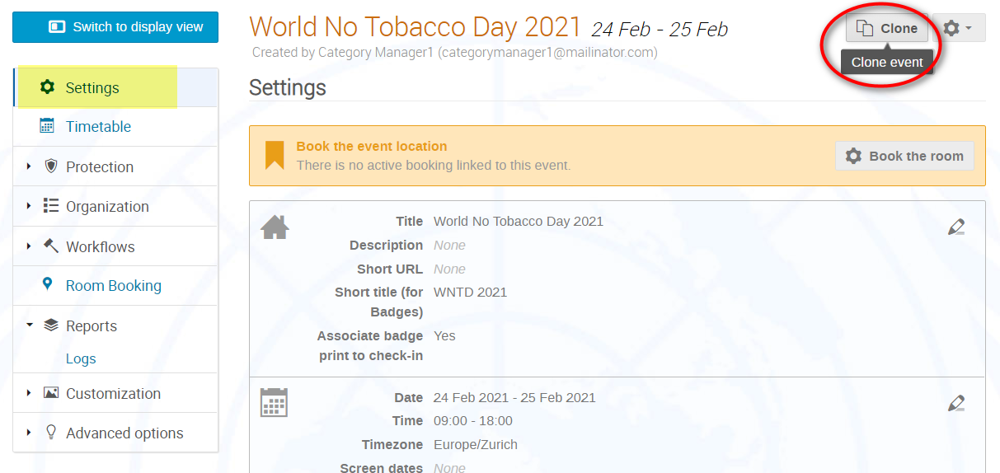 Switch to display view
Settings
Timetable
Protection
Organization
Workflows
Room Booking
Reports
Logs
Customization
Advanced options
World No Tobacco Day 2021 24 Feb - 25 Feb
Created by Category Manager1 (categorymanager1@mailinator.com)
Clone
Clone event
Settings
Book the event location
There is no active booking linked to this event.
Book the room
Title World No Tobacco Day 2021
Description None
Short URL None
Short title (for WNTD 2021
Badges)
Associate badge Yes
print to check-in
Date 24 Feb 2021 - 25 Feb 2021
Time 09:00 - 18:00
Timezone Europe/Zurich
Screen dates None